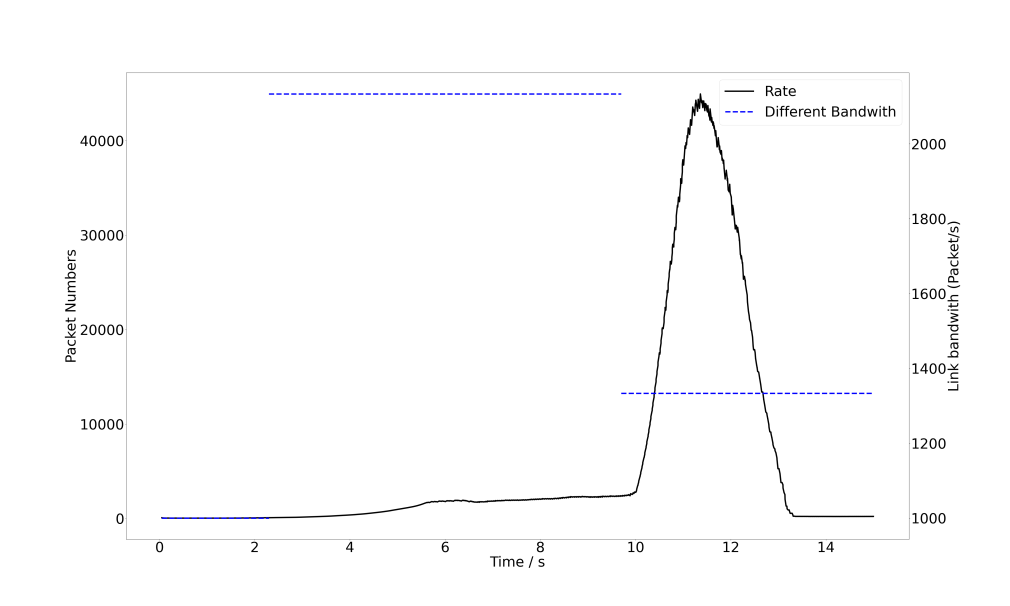 Rate
Different Bandwith
40000
30000
20000
10000
0
Packet Numbers
2000
1800
1600
1400
1200
1000
Link bandwith (Packet/s)
0 2 4 6 8 10 12 14
Time / s